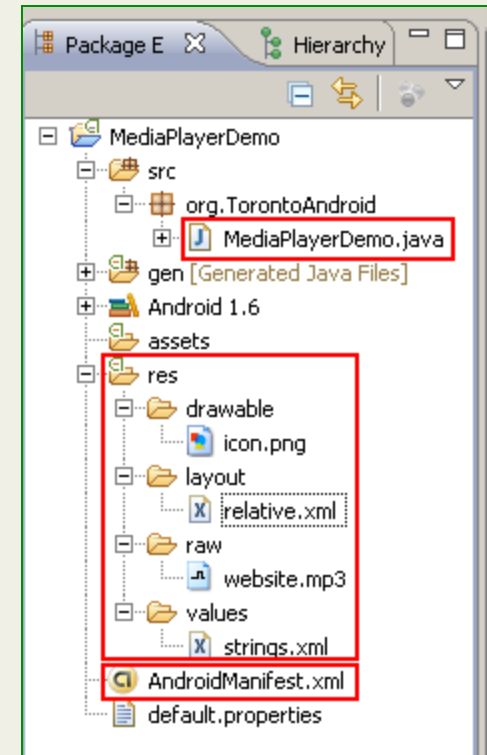 Package E Hierarchy
MediaPlayerDemo
src
org.TorontoAndroid
MediaPlayerDemo.java
gen [Generated Java Files]
Android 1.6
assets
res
drawable
icon.png
layout
relative.xml
raw
website.mp3
values
strings.xml
AndroidManifest.xml
default.properties